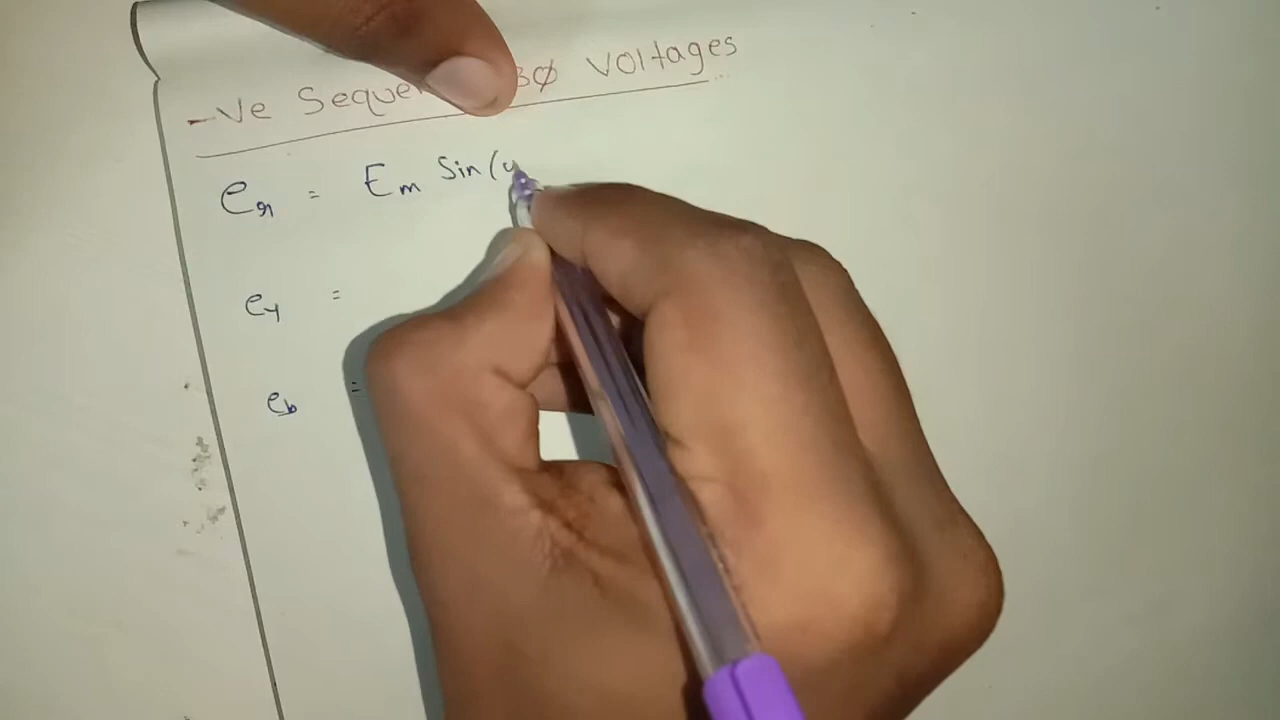 -Ve Seque 3ϕ Voltages
er = Em Sin(
ey =
eb =